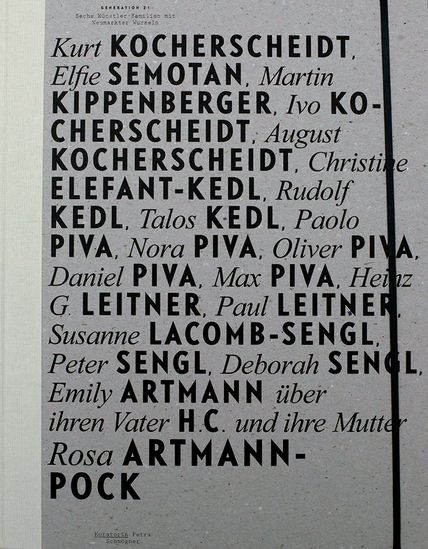 GENERATION 21:
Sechs Künstler-Familien mit
Neumarkter Wurzeln
Kurt KOCHERSCHEIDT,
Elfie SEMOTAN, Martin
KIPPENBERGER, Ivo KO-
CHERSCHEIDT, August
KOCHERSCHEIDT, Christine
ELEFANT-KEDL, Rudolf
KEDL, Talos KEDL, Paolo
PIVA, Nora PIVA, Oliver PIVA,
Daniel PIVA, Max PIVA, Heinz
G. LEITNER, Paul LEITNER,
Susanne LACOMB-SENGL,
Peter SENGL, Deborah SENGL,
Emily ARTMANN über
ihren Vater H.C. und ihre Mutter
Rosa ARTMANN-
POCK
Kuratorin Petra
Schmögner